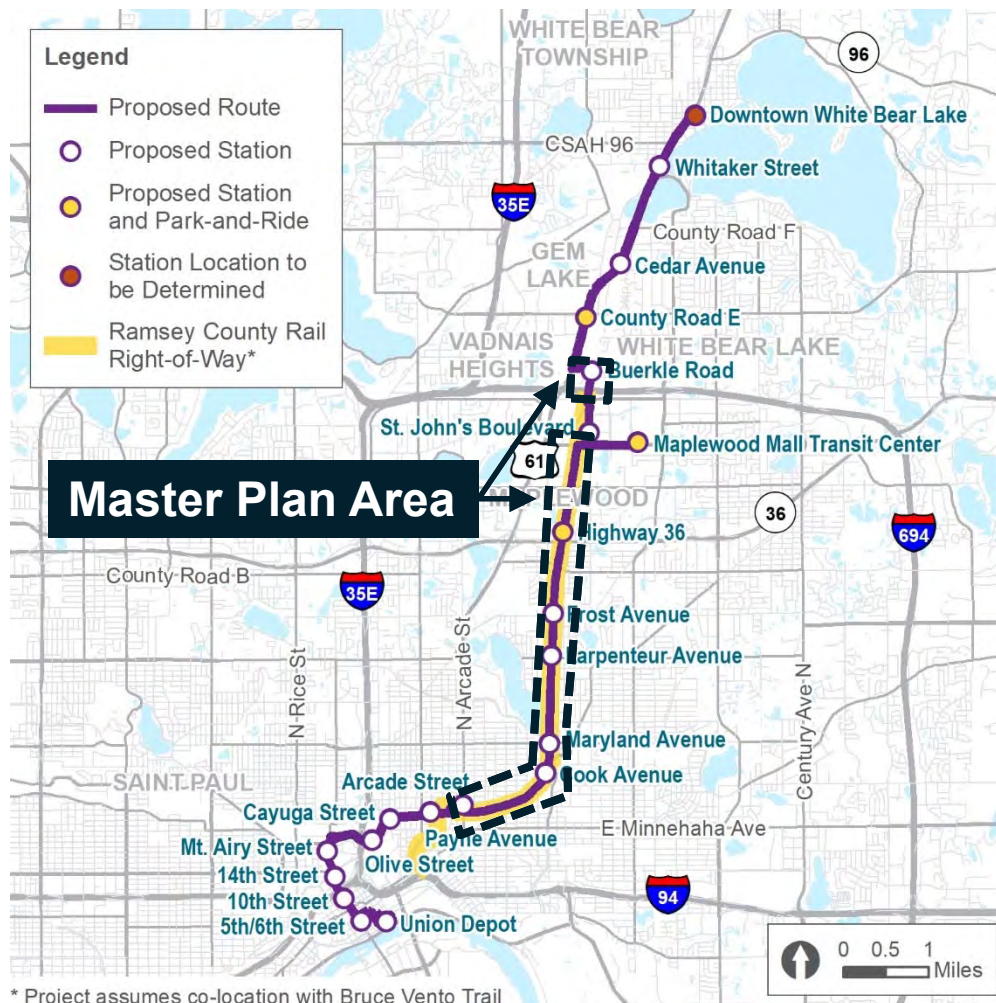 Legend
Proposed Route
Proposed Station
Proposed Station
and Park-and-Ride
Station Location to
be Determined
Ramsey County Rail
Right-of-Way*
WHITE BEAR
TOWNSHIP
96
Downtown White Bear Lake
CSAH 96
Whitaker Street
35E
County Road F
GEM
LAKE
Cedar Avenue
County Road E
VADNAIS
HEIGHTS
WHITE BEAR LAKE
Buerkle Road
St. John's Boulevard
Maplewood Mall Transit Center
61
Master Plan Area
MAPLEWOOD
36
Highway 36
694
County Road B
35E
Frost Avenue
Larpenteur Avenue
N Rice St
N Arcade St
Century Ave N
Maryland Avenue
SAINT PAUL
Arcade Street
Cook Avenue
Cayuga Street
Payne Avenue
E Minnehaha Ave
Mt. Airy Street
Olive Street
14th Street
10th Street
94
5th/6th Street
Union Depot
0 0.5 1
Miles
* Project assumes co-location with Bruce Vento Trail